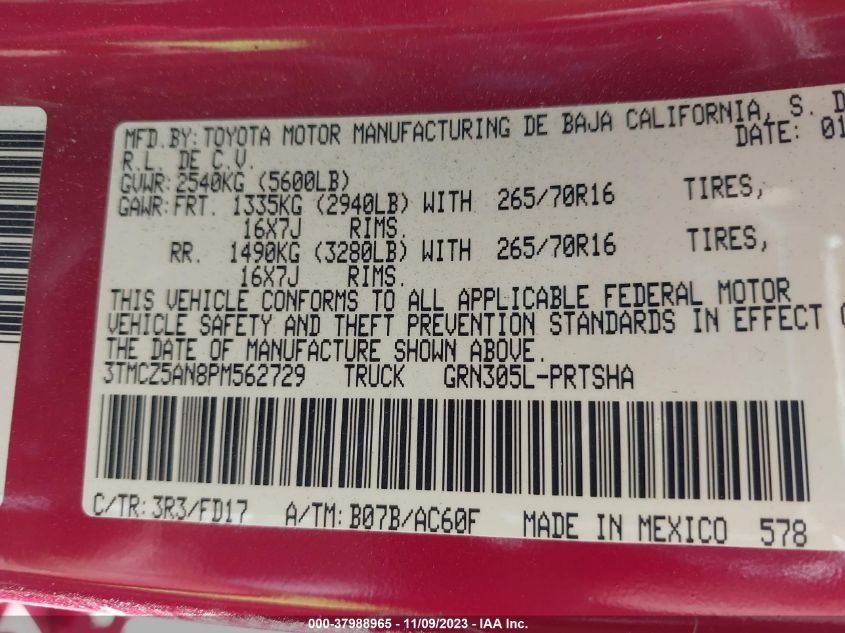 MFD.BY: TOYOTA MOTOR MANUFACTURING DE BAJA CALIFORNIA, S. D
R.L. DE C.V. DATE: 01
GVWR: 2540KG (5600LB)
GAWR: FRT. 1335KG (2940LB) WITH 265/70R16 TIRES,
16X7J RIMS.
RR. 1490KG (3280LB) WITH 265/70R16 TIRES,
16X7J RIMS.
THIS VEHICLE CONFORMS TO ALL APPLICABLE FEDERAL MOTOR
VEHICLE SAFETY AND THEFT PREVENTION STANDARDS IN EFFECT
THE DATE OF MANUFACTURE SHOWN ABOVE.
3TMCZ5AN8PM562729 TRUCK GRN305L-PRTSHA
C/TR: 3R3/FD17 A/TM: B07B/AC60F MADE IN MEXICO 578
000-37988965 - 11/09/2023 - IAA Inc.